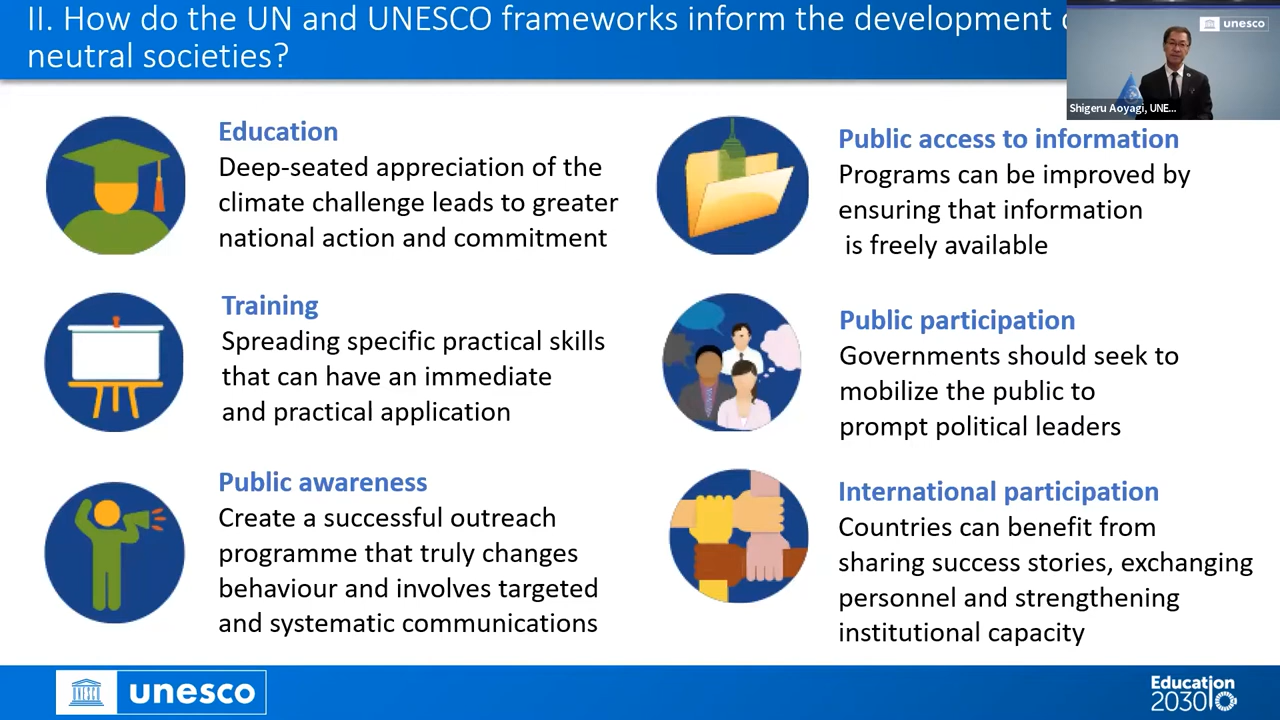 II. How do the UN and UNESCO frameworks inform the development
neutral societies?
unesco
Shigeru Aoyagi, UNE...
Education
Deep-seated appreciation of the
climate challenge leads to greater
national action and commitment
Training
Spreading specific practical skills
that can have an immediate
and practical application
Public awareness
Create a successful outreach
programme that truly changes
behaviour and involves targeted
and systematic communications
Public access to information
Programs can be improved by
ensuring that information
is freely available
Public participation
Governments should seek to
mobilize the public to
prompt political leaders
International participation
Countries can benefit from
sharing success stories, exchanging
personnel and strengthening
institutional capacity
unesco
Education
2030